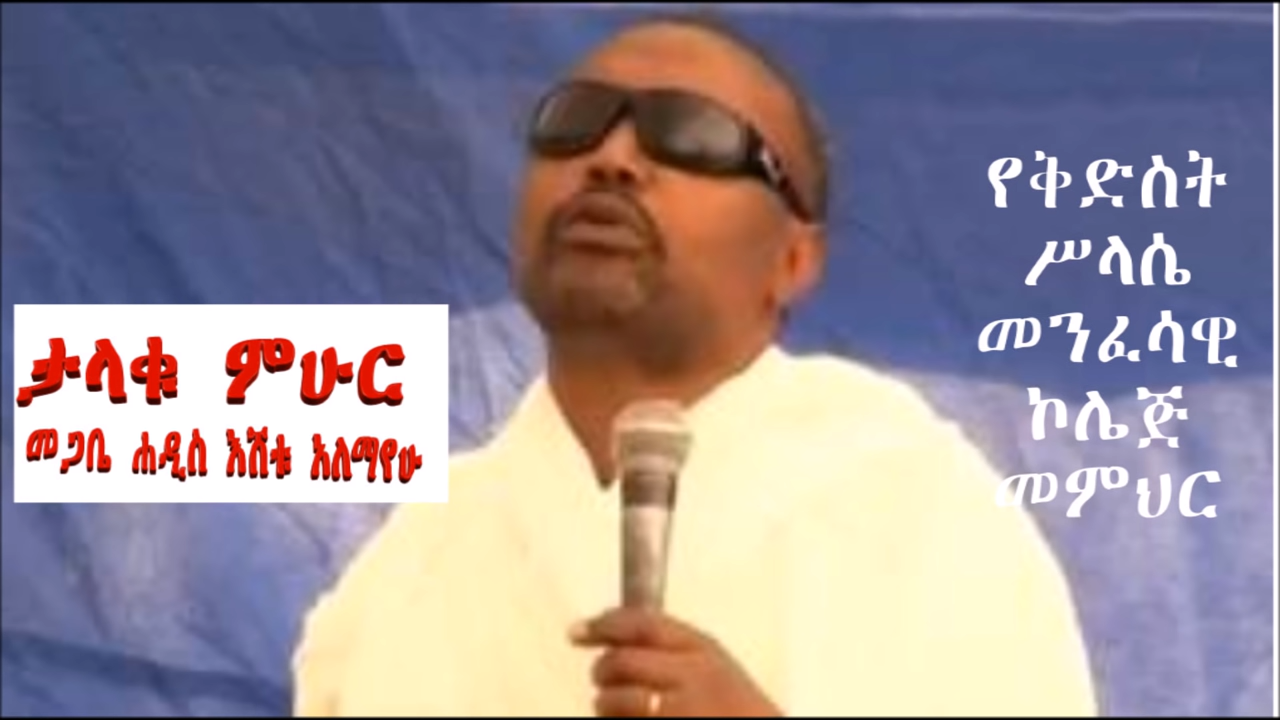 ታላቁ ምሁር
መጋቤ ሐዲስ እሸቱ አለማየሁ
የቅድስት
ሥላሴ
መንፈሳዊ
ኮሌጅ
መምህር